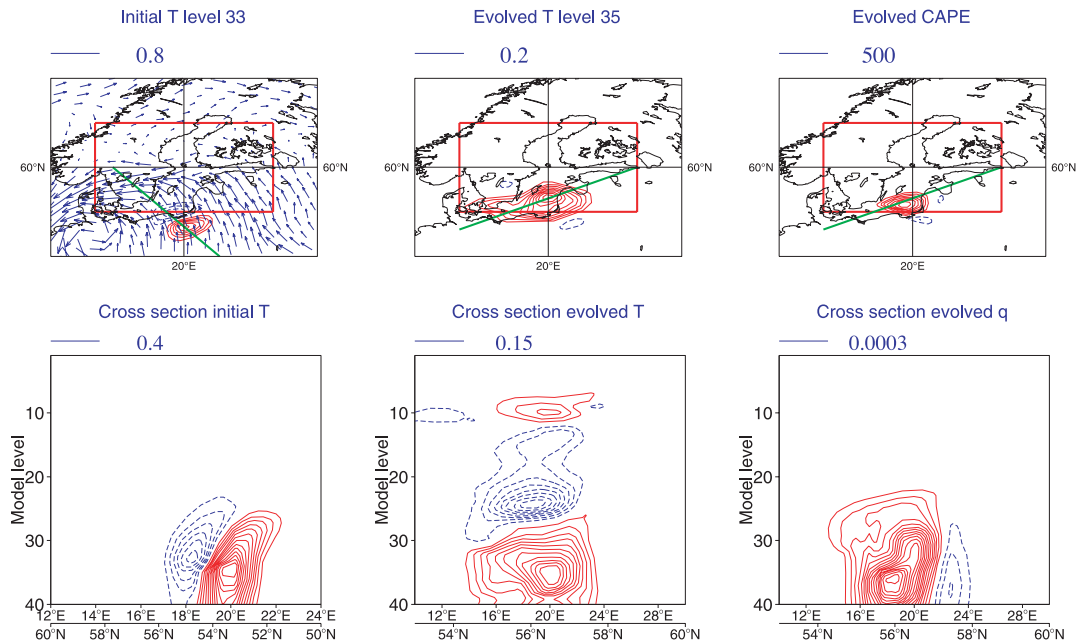 Initial T level 33 Evolved T level 35 Evolved CAPE
0.8 0.2 500
60°N 60°N 60°N 60°N
20°E 20°E 20°E
Cross section initial T Cross section evolved T Cross section evolved q
0.4 0.15 0.0003
Model level Model level Model level
10 10 10
20 20 20
30 30 30
40 40 40
12°E 14°E 16°E 18°E 20°E 22°E 24°E 12°E 16°E 20°E 24°E 28°E 12°E 16°E 20°E 24°E 28°E
60°N 58°N 56°N 54°N 52°N 50°N 54°N 56°N 58°N 60°N 54°N 56°N 58°N 60°N